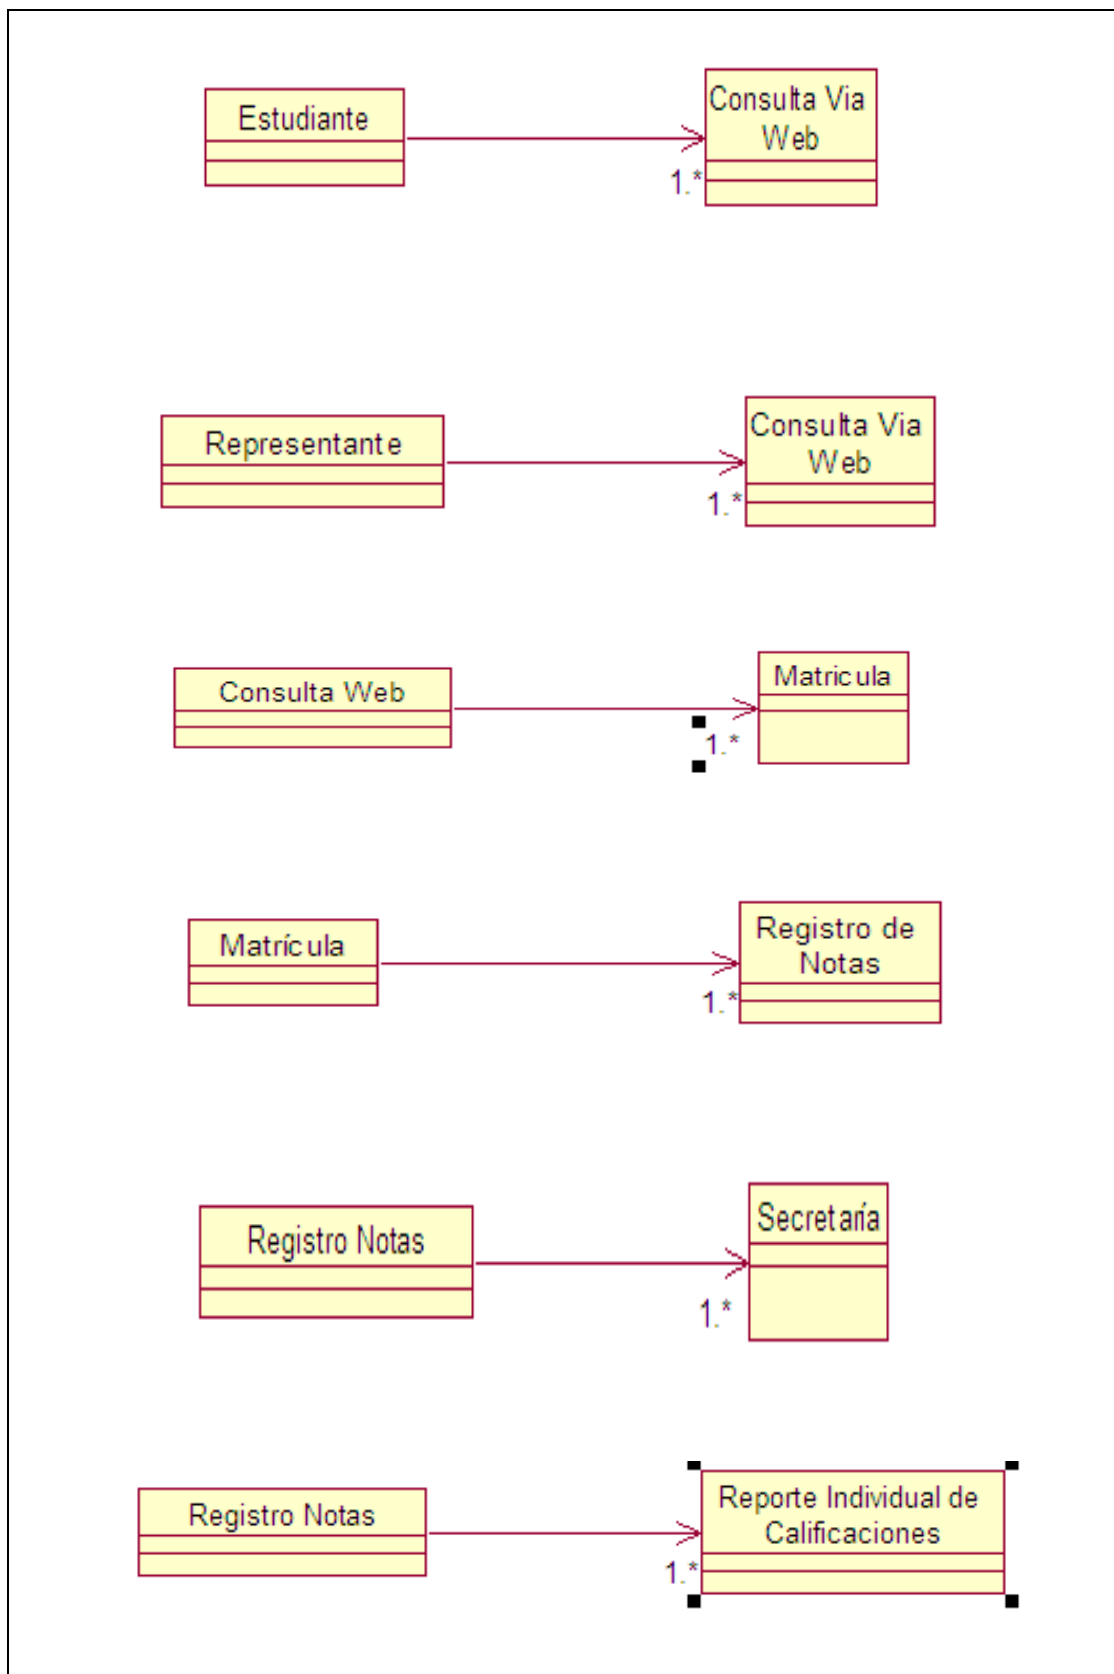 Estudiante
Consulta Via
Web
1.*
Representante
Consulta Via
Web
1.*
Consulta Web
Matricula
1.*
Matrícula
Registro de
Notas
1.*
Registro Notas
Secretaría
1.*
Registro Notas
Reporte Individual de
Calificaciones
1.*